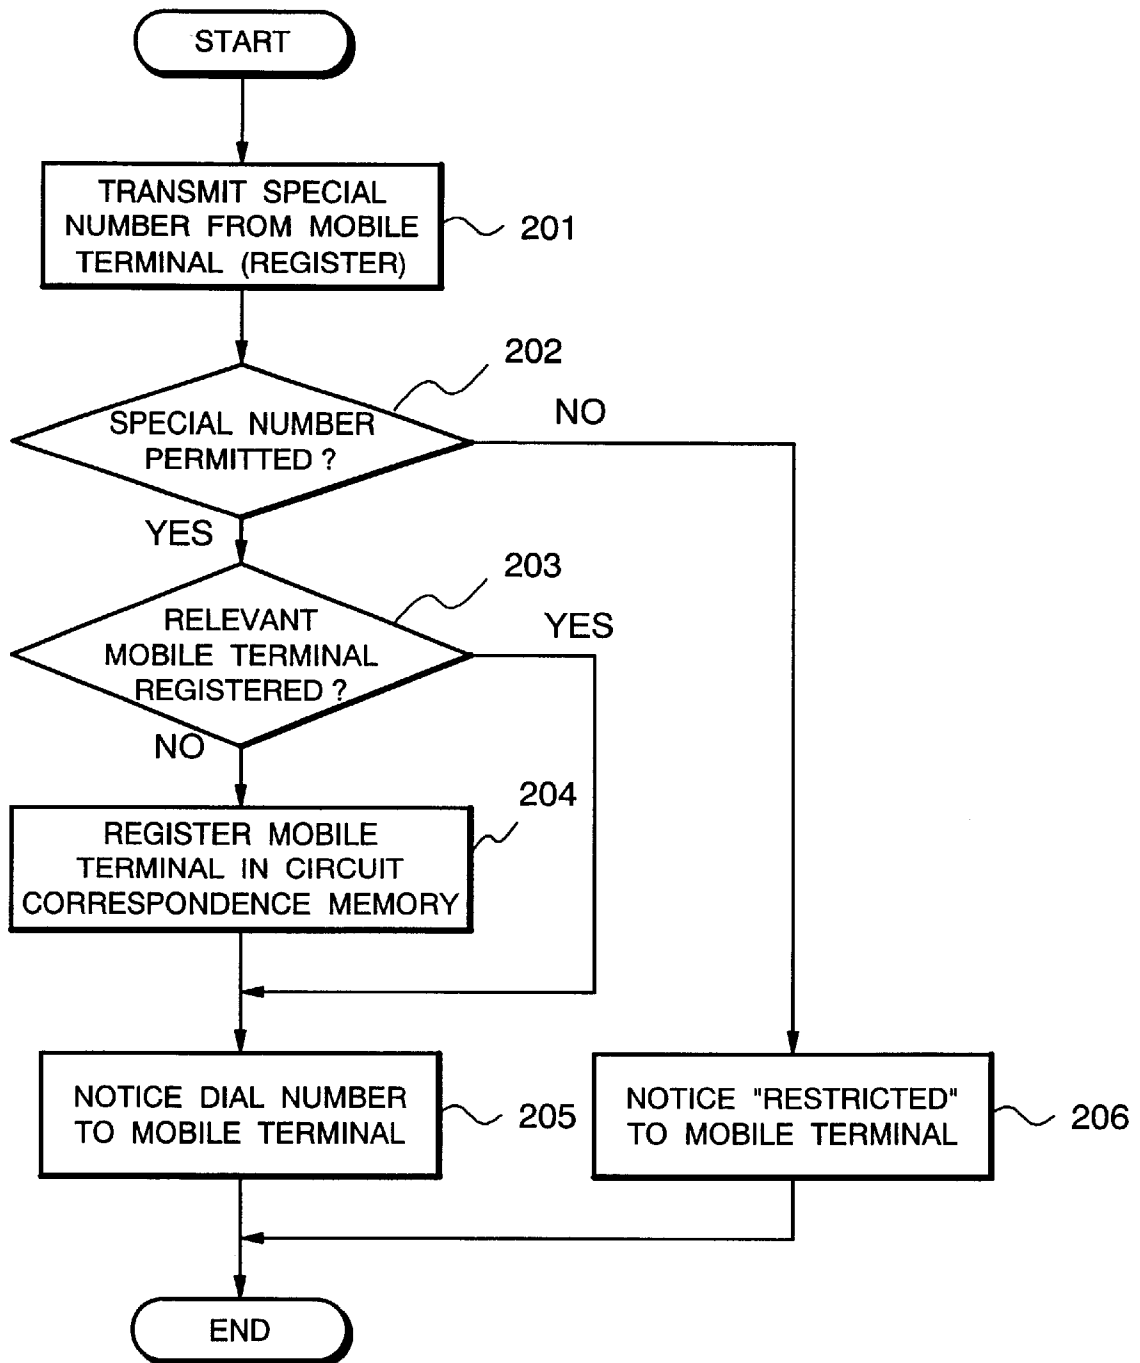 START
TRANSMIT SPECIAL
NUMBER FROM MOBILE
TERMINAL (REGISTER)
201
202
SPECIAL NUMBER
PERMITTED ?
NO
YES
203
RELEVANT
MOBILE TERMINAL
REGISTERED ?
YES
NO
204
REGISTER MOBILE
TERMINAL IN CIRCUIT
CORRESPONDENCE MEMORY
NOTICE DIAL NUMBER
TO MOBILE TERMINAL
205
NOTICE "RESTRICTED"
TO MOBILE TERMINAL
206
END